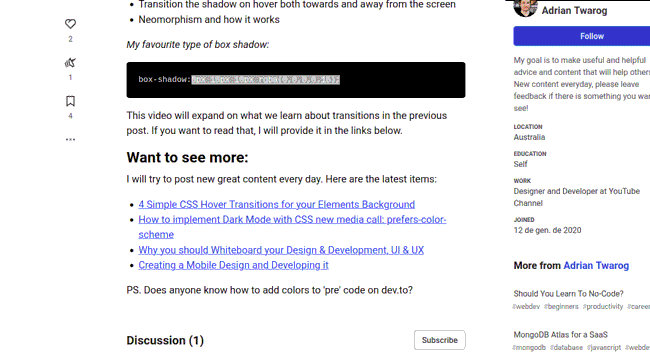 Transition the shadow on hover both towards and away from the screen
Neomorphism and how it works
My favourite type of box shadow:
box-shadow:
This video will expand on what we learn about transitions in the previous
post. If you want to read that, I will provide it in the links below.
Want to see more:
I will try to post new great content every day. Here are the latest items:
4 Simple CSS Hover Transitions for your Elements Background
How to implement Dark Mode with CSS new media call: prefers-color-
scheme
Why you should Whiteboard your Design & Development, UI & UX
Creating a Mobile Design and Developing it
PS. Does anyone know how to add colors to 'pre' code on dev.to?
Discussion (1)
Subscribe
2
1
4
Adrian Twarog
Follow
My goal is to make useful and helpful
advice and content that will help others
New content everyday, please leave
feedback if there is something you wan
see!
LOCATION
Australia
EDUCATION
Self
WORK
Designer and Developer at YouTube
Channel
JOINED
12 de gen. de 2020
More from Adrian Twarog
Should You Learn To No-Code?
#webdev #beginners #productivity #career
MongoDB Atlas for a SaaS
#mongodb #database #javascript #webde